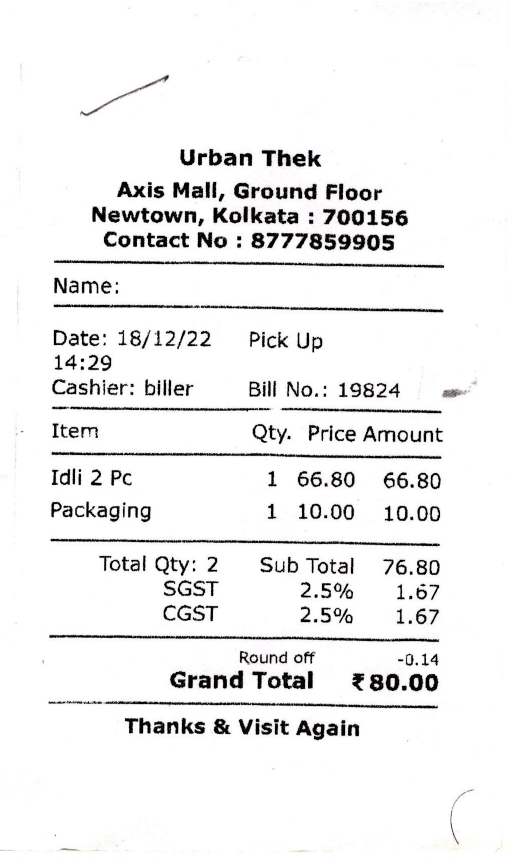 Urban Thek
Axis Mall, Ground Floor
Newtown, Kolkata : 700156
Contact No : 8777859905
Name:
Date: 18/12/22 Pick Up
14:29
Cashier: biller Bill No.: 19824
Item Qty. Price Amount
Idli 2 Pc 1 66.80 66.80
Packaging 1 10.00 10.00
Total Qty: 2 Sub Total 76.80
SGST 2.5% 1.67
CGST 2.5% 1.67
Round off -0.14
Grand Total ₹80.00
Thanks & Visit Again